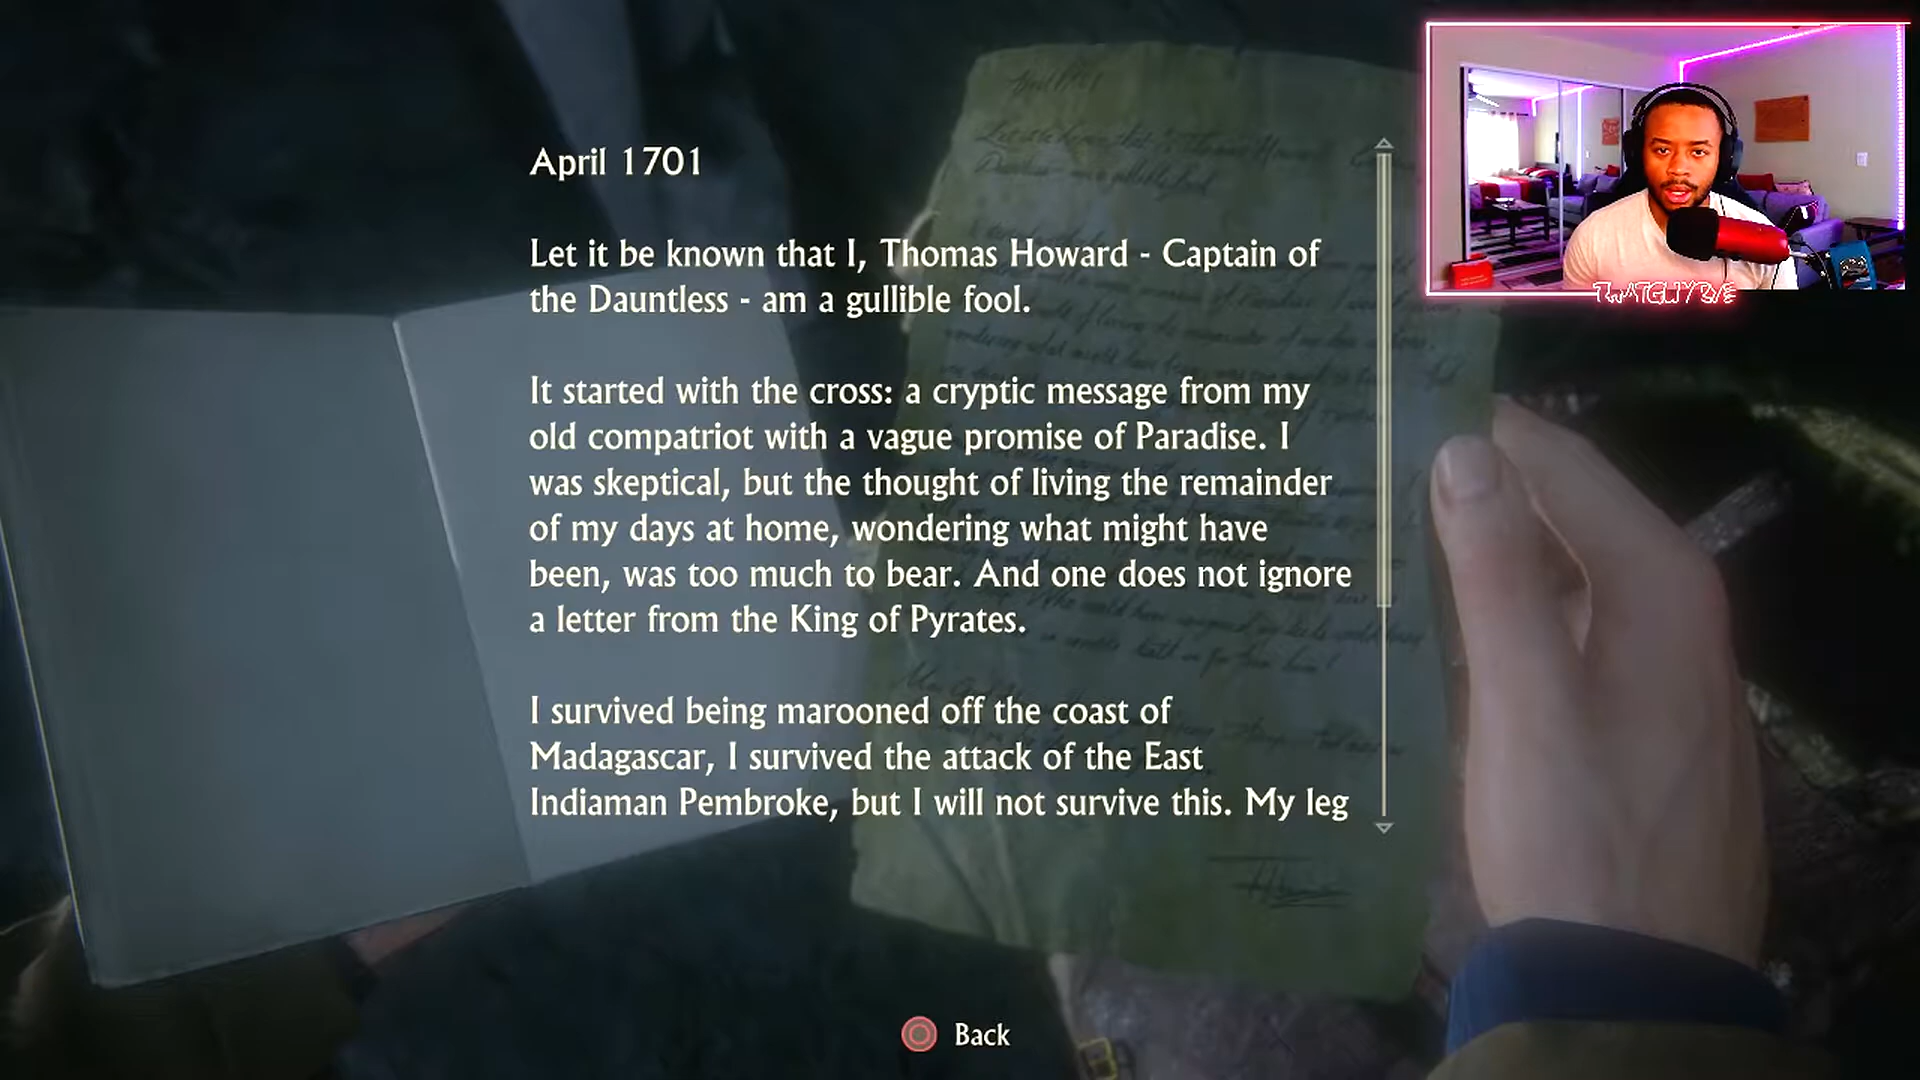 April 1701
Let it be known that I, Thomas Howard - Captain of
the Dauntless - am a gullible fool.
It started with the cross: a cryptic message from my
old compatriot with a vague promise of Paradise. I
was skeptical, but the thought of living the remainder
of my days at home, wondering what might have
been, was too much to bear. And one does not ignore
a letter from the King of Pyrates.
I survived being marooned off the coast of
Madagascar, I survived the attack of the East
Indiaman Pembroke, but I will not survive this. My leg
Back